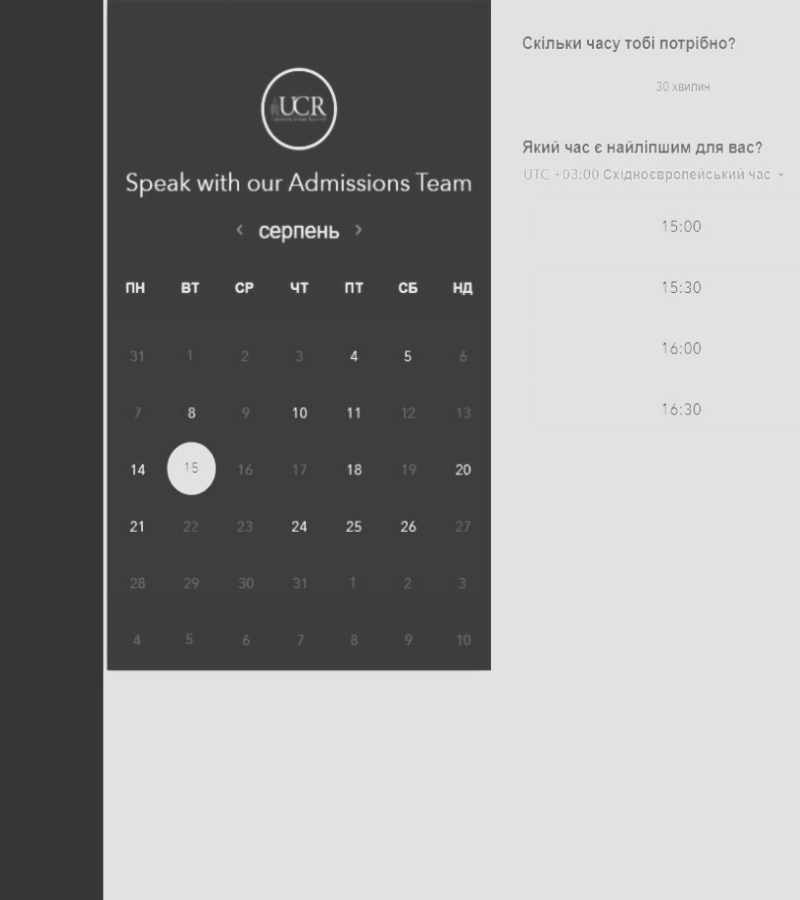 UCR
Speak with our Admissions Team
серпень
ПН ВТ СР ЧТ ПТ СБ НД
31 1 2 3 4 5 6
7 8 9 10 11 12 13
14 15 16 17 18 19 20
21 22 23 24 25 26 27
28 29 30 31 1 2 3
4 5 6 7 8 9 10
Скільки часу тобі потрібно?
30 хвилин
Який час є найліпшим для вас?
UTC +03:00 Східноєвропейський час
15:00
15:30
16:00
16:30